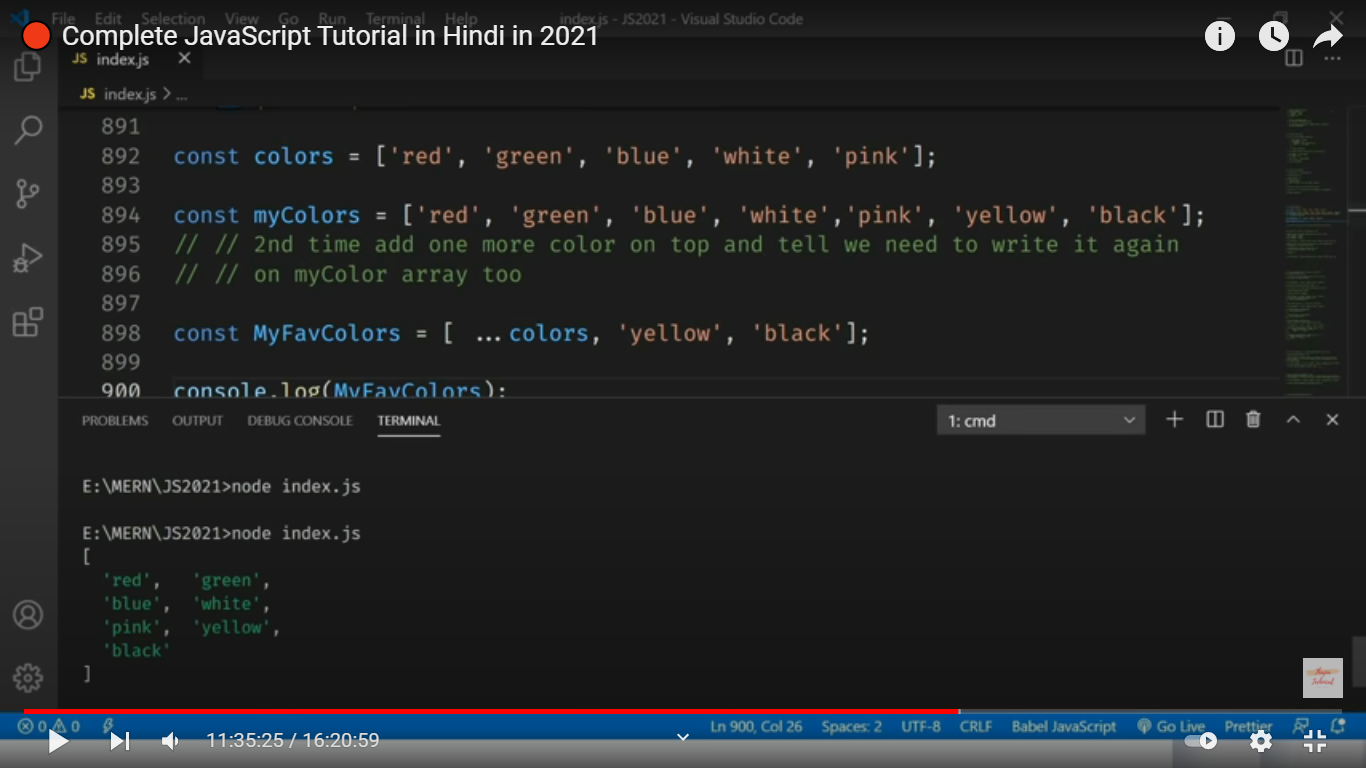 File Edit Selection View Go Run Terminal Help index.js - JS2021 - Visual Studio Code
Complete JavaScript Tutorial in Hindi in 2021
JS index.js
JS index.js > ...
891
892 const colors = ['red', 'green', 'blue', 'white', 'pink'];
893
894 const myColors = ['red', 'green', 'blue', 'white','pink', 'yellow', 'black'];
895 // // 2nd time add one more color on top and tell we need to write it again
896 // // on myColor array too
897
898 const MyFavColors = [ ...colors, 'yellow', 'black'];
899
900 console.log(MyFavColors);
PROBLEMS OUTPUT DEBUG CONSOLE TERMINAL 1: cmd
E:\MERN\JS2021>node index.js
E:\MERN\JS2021>node index.js
[
'red', 'green',
'blue', 'white',
'pink', 'yellow',
'black'
]
0 0 Ln 900, Col 26 Spaces: 2 UTF-8 CRLF Babel JavaScript Go Live Prettier
11:35:25 / 16:20:59